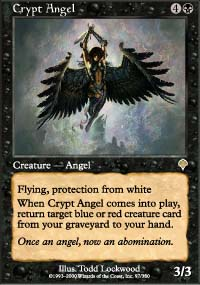 Crypt Angel 4
Creature — Angel
Flying, protection from white
When Crypt Angel comes into play,
return target blue or red creature card
from your graveyard to your hand.
Once an angel, now an abomination.
Illus. Todd Lockwood
©1993-2000 Wizards of the Coast, Inc. 97/350
3/3